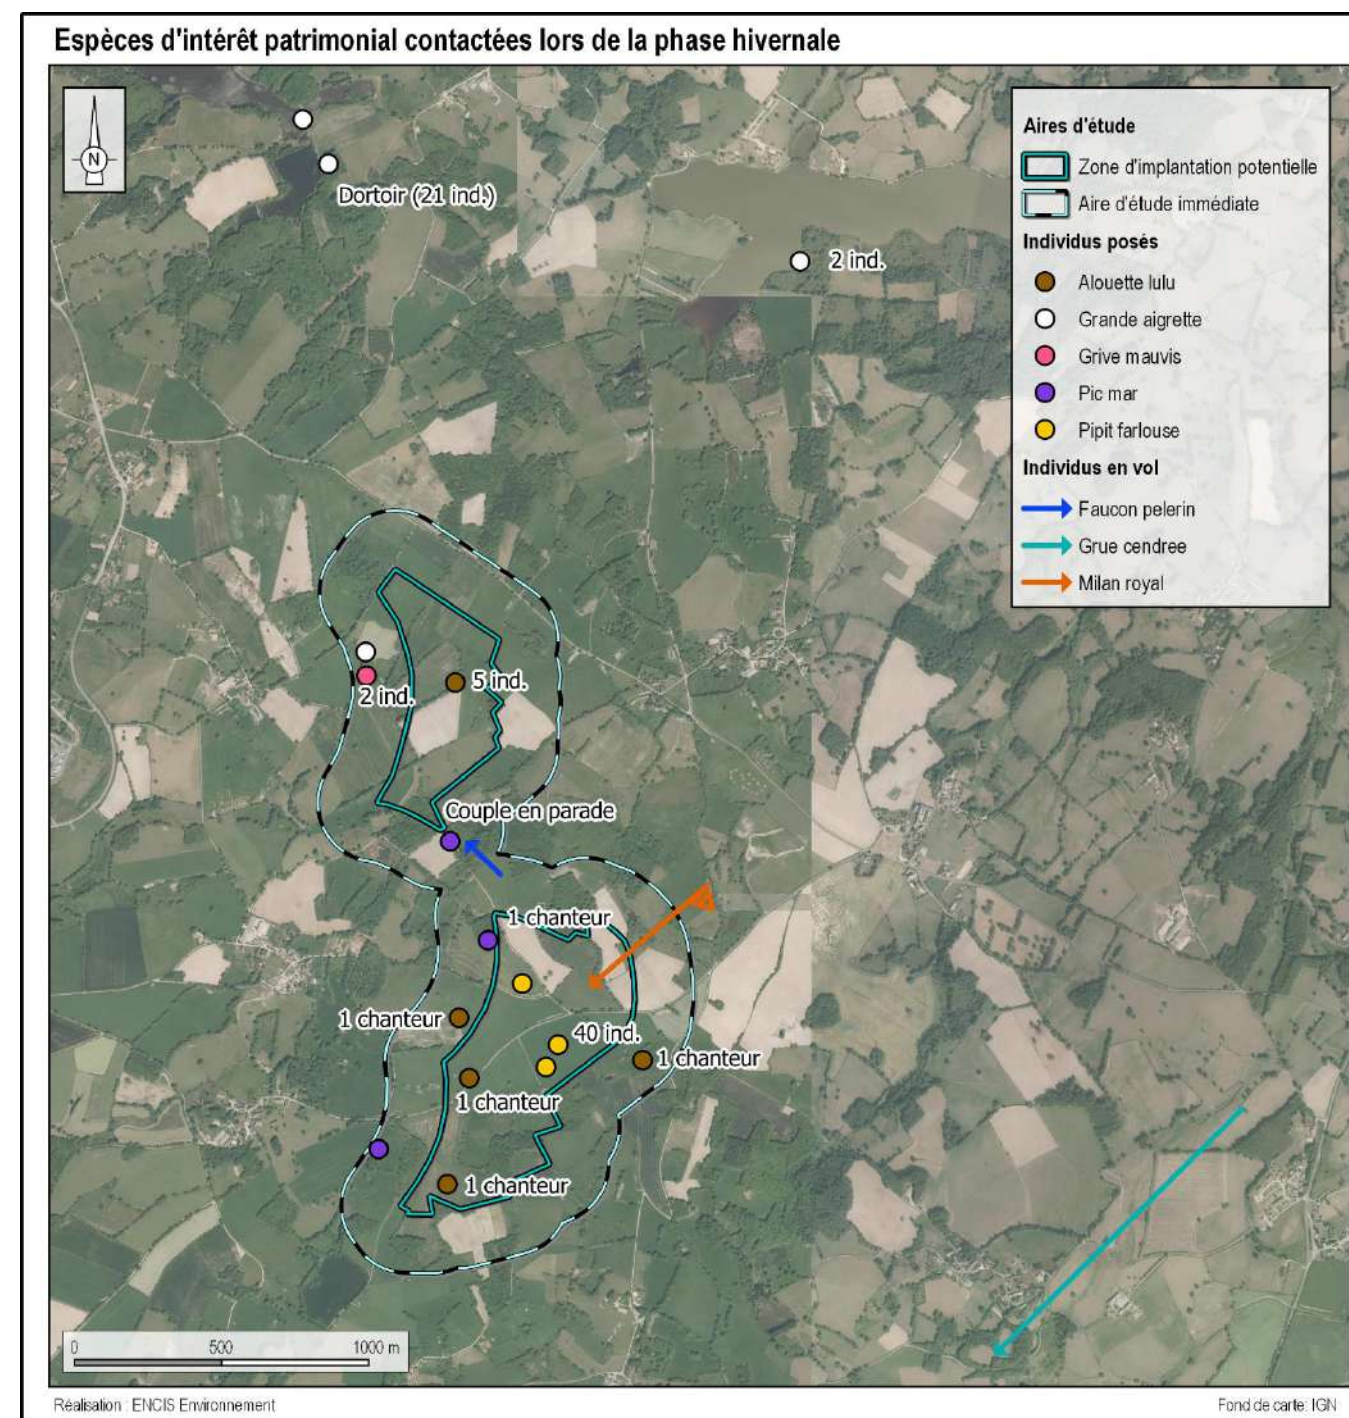 Espèces d'intérêt patrimonial contactées lors de la phase hivernale
N
Dortoir (21 ind.)
2 ind.
Aires d'étude
Zone d'implantation potentielle
Aire d'étude immédiate
Individus posés
Alouette lulu
Grande aigrette
Grive mauvis
Pic mar
Pipit farlouse
Individus en vol
Faucon pelerin
Grue cendree
Milan royal
5 ind.
2 ind.
Couple en parade
1 chanteur
1 chanteur
40 ind.
1 chanteur
1 chanteur
1 chanteur
0 500 1000 m
Réalisation : ENCIS Environnement
Fond de carte: IGN